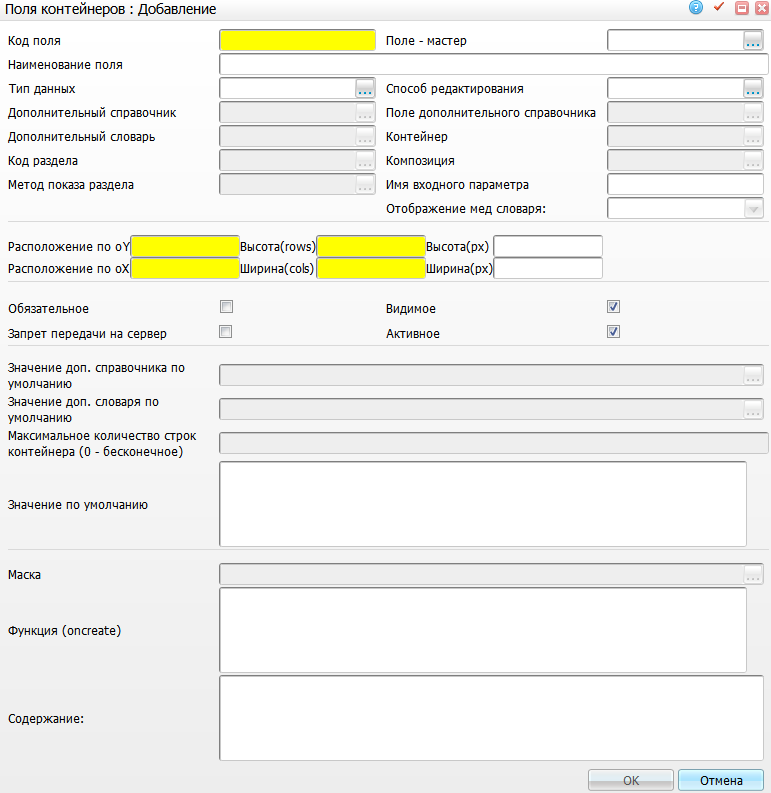 Поля контейнеров : Добавление
Код поля
Поле - мастер
Наименование поля
Тип данных
Способ редактирования
Дополнительный справочник
Поле дополнительного справочника
Дополнительный словарь
Контейнер
Код раздела
Композиция
Метод показа раздела
Имя входного параметра
Отображение мед словаря:
Расположение по oY
Высота(rows)
Высота(px)
Расположение по oX
Ширина(cols)
Ширина(px)
Обязательное
Видимое
Запрет передачи на сервер
Активное
Значение доп. справочника по
умолчанию
Значение доп. словаря по
умолчанию
Максимальное количество строк
контейнера (0 - бесконечное)
Значение по умолчанию
Маска
Функция (oncreate)
Содержание:
OK
Отмена